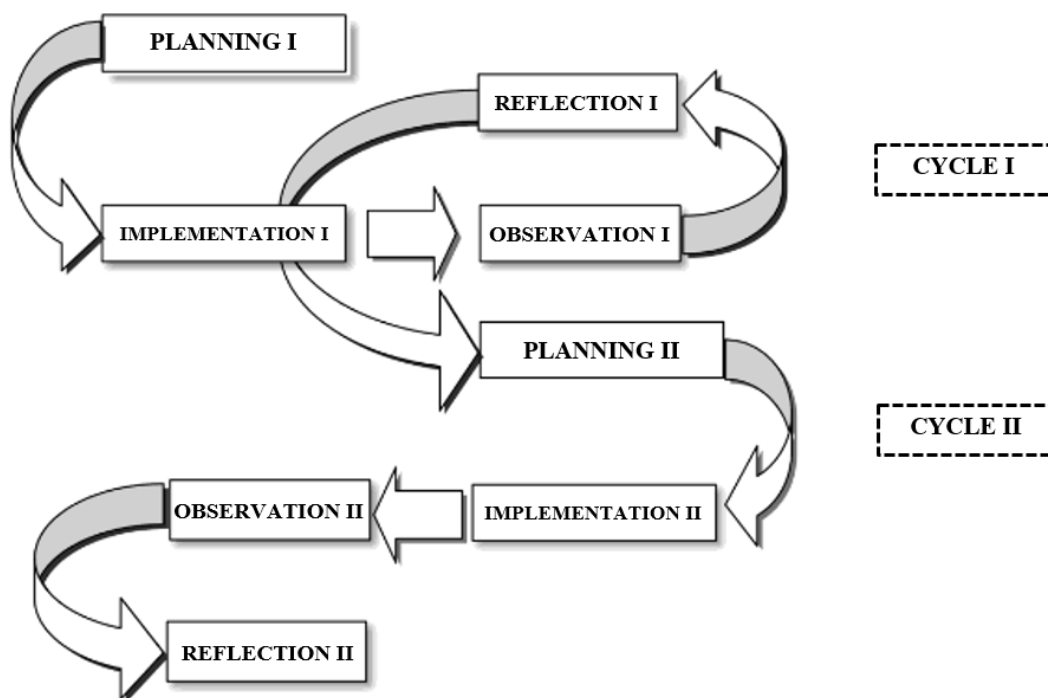 PLANNING I
REFLECTION I
CYCLE I
IMPLEMENTATION I
OBSERVATION I
PLANNING II
CYCLE II
OBSERVATION II
IMPLEMENTATION II
REFLECTION II